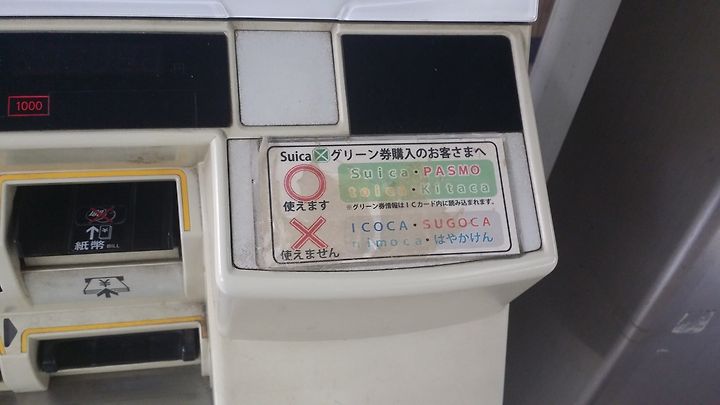 1000
Suica グリーン券購入のお客さまへ
Suica・PASMO
toica・Kitaca
使えます
※グリーン券情報はICカード内に読み込まれます。
ICOCA・SUGOCA
nimoca・はやかけん
使えません
紙幣 BILL